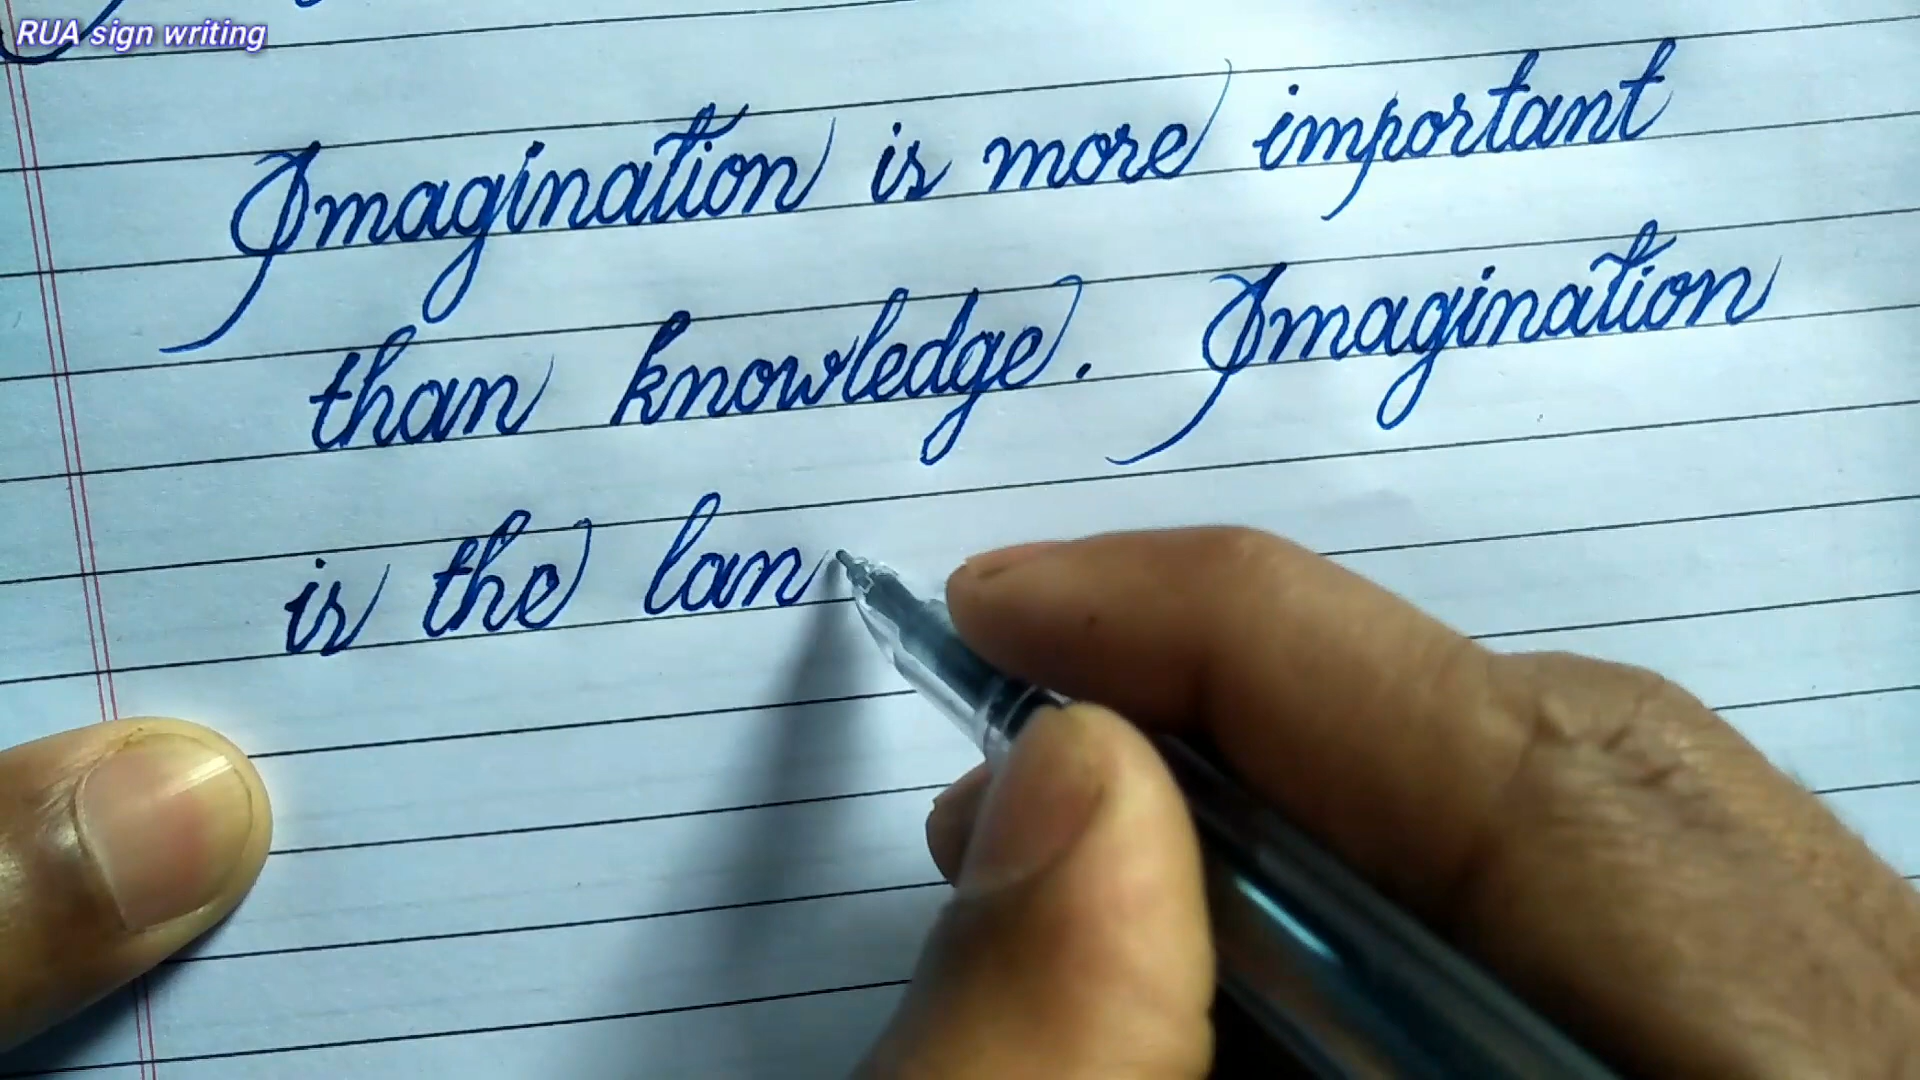 RUA sign writing
Imagination is more important
than knowledge. Imagination
is the lan